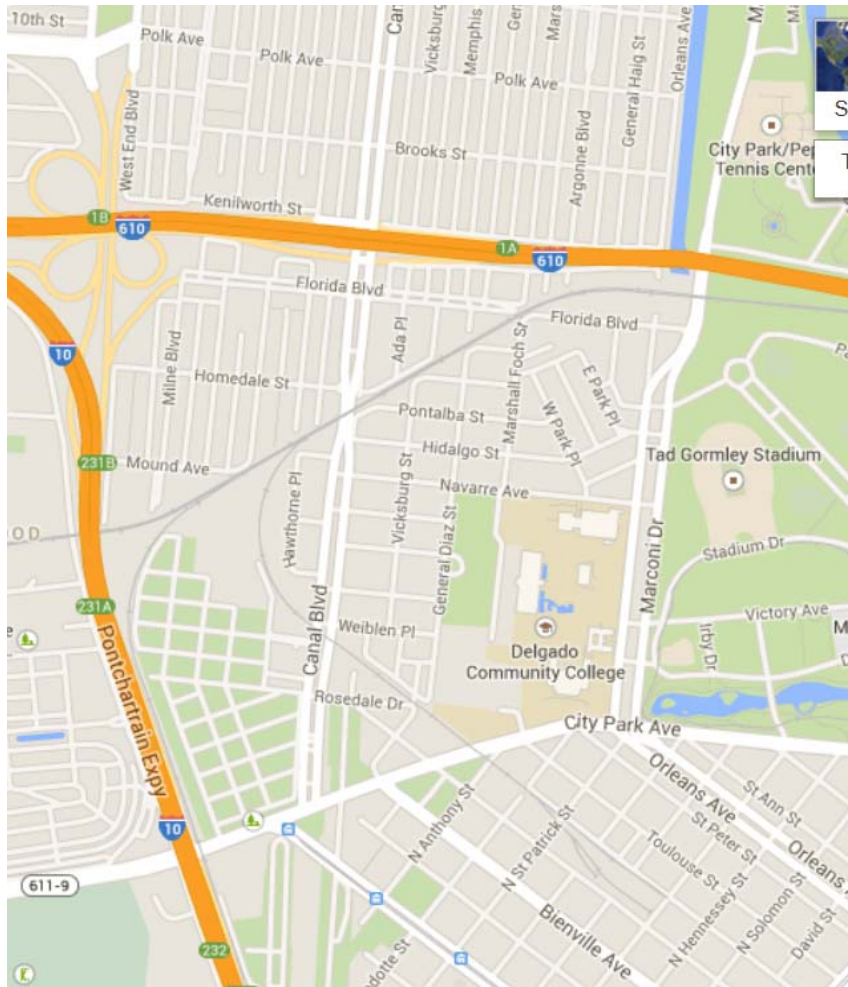 10th St
Polk Ave
Polk Ave
Polk Ave
Vicksburg
Memphis
General Haig St
Orleans Ave
West End Blvd
Brooks St
Argonne Blvd
City Park/Pep
Tennis Cente
S
T
Kenilworth St
1B
610
1A
610
Florida Blvd
Florida Blvd
10
Milne Blvd
Ada Pl
Marshall Foch St
Homedale St
E Park Pl
W Park Pl
Pontalba St
Hidalgo St
Tad Gormley Stadium
231B
Mound Ave
Navarre Ave
Hawthorne Pl
Vicksburg St
General Diaz St
OOD
Marconi Dr
Stadium Dr
231A
Canal Blvd
Victory Ave
Irby Dr
Weiblen Pl
Delgado
Community College
Pontchartrain Expy
Rosedale Dr
City Park Ave
Orleans Ave
St Ann St
St Peter St
Orleans A
10
N Anthony St
N St Patrick St
Toulouse St
611-9
Bienville Ave
N Hennessey St
N Solomon St
David St
dotte St
232